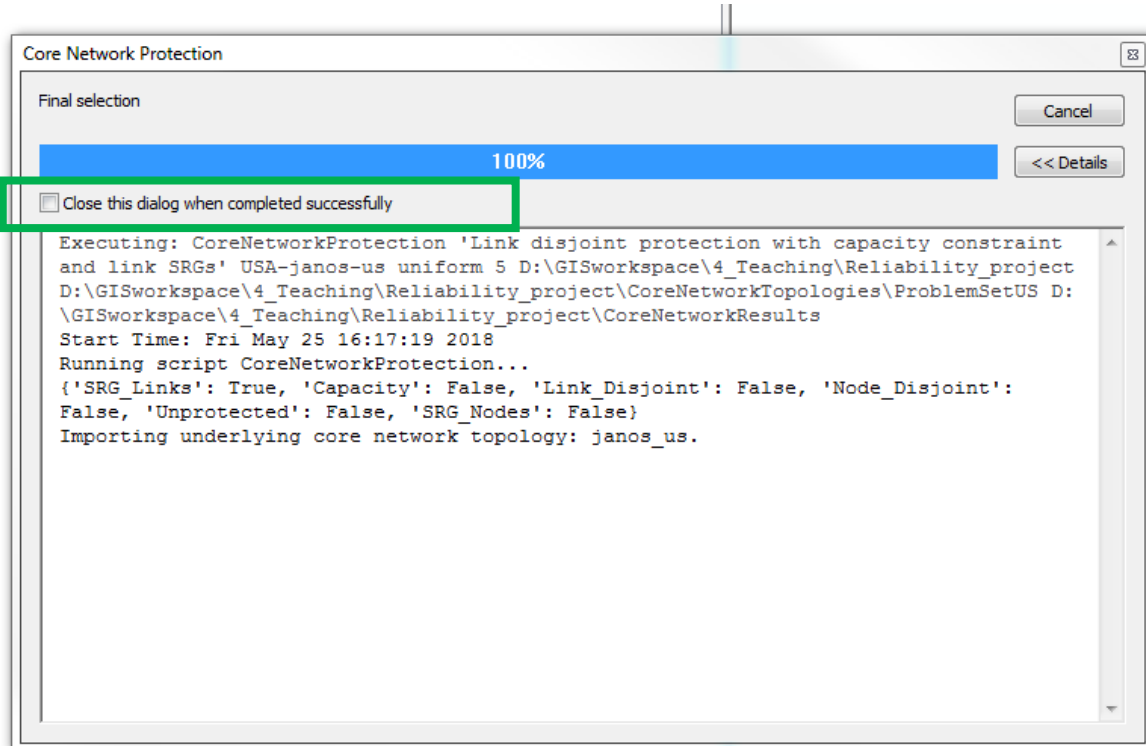 Core Network Protection
Final selection
Cancel
100%
<< Details
Close this dialog when completed successfully
Executing: CoreNetworkProtection 'Link disjoint protection with capacity constraint
and link SRGs' USA-janos-us uniform 5 D:\GISworkspace\4_Teaching\Reliability_project
D:\GISworkspace\4_Teaching\Reliability_project\CoreNetworkTopologies\ProblemSetUS D:
\GISworkspace\4_Teaching\Reliability_project\CoreNetworkResults
Start Time: Fri May 25 16:17:19 2018
Running script CoreNetworkProtection...
{'SRG_Links': True, 'Capacity': False, 'Link_Disjoint': False, 'Node_Disjoint':
False, 'Unprotected': False, 'SRG_Nodes': False}
Importing underlying core network topology: janos_us.